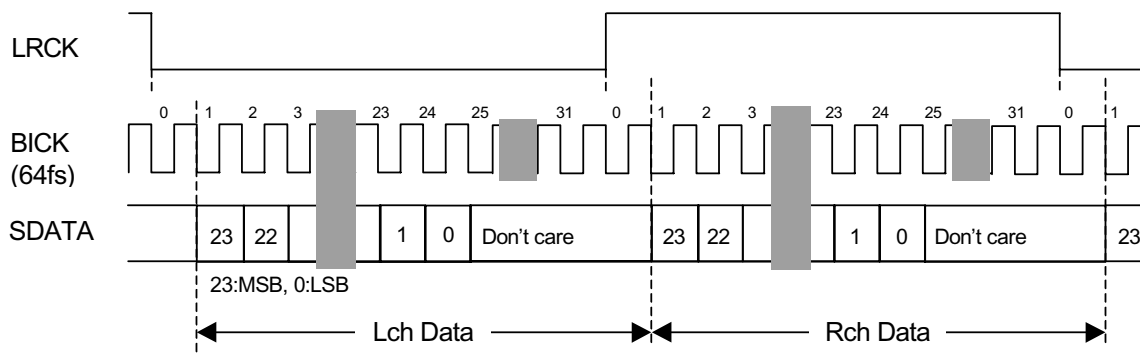 LRCK
0 1 2 3 23 24 25 31 0 1 2 3 23 24 25 31 0 1
BICK
(64fs)
SDATA 23 22 1 0 Don't care 23 22 1 0 Don't care 23
23:MSB, 0:LSB
Lch Data Rch Data